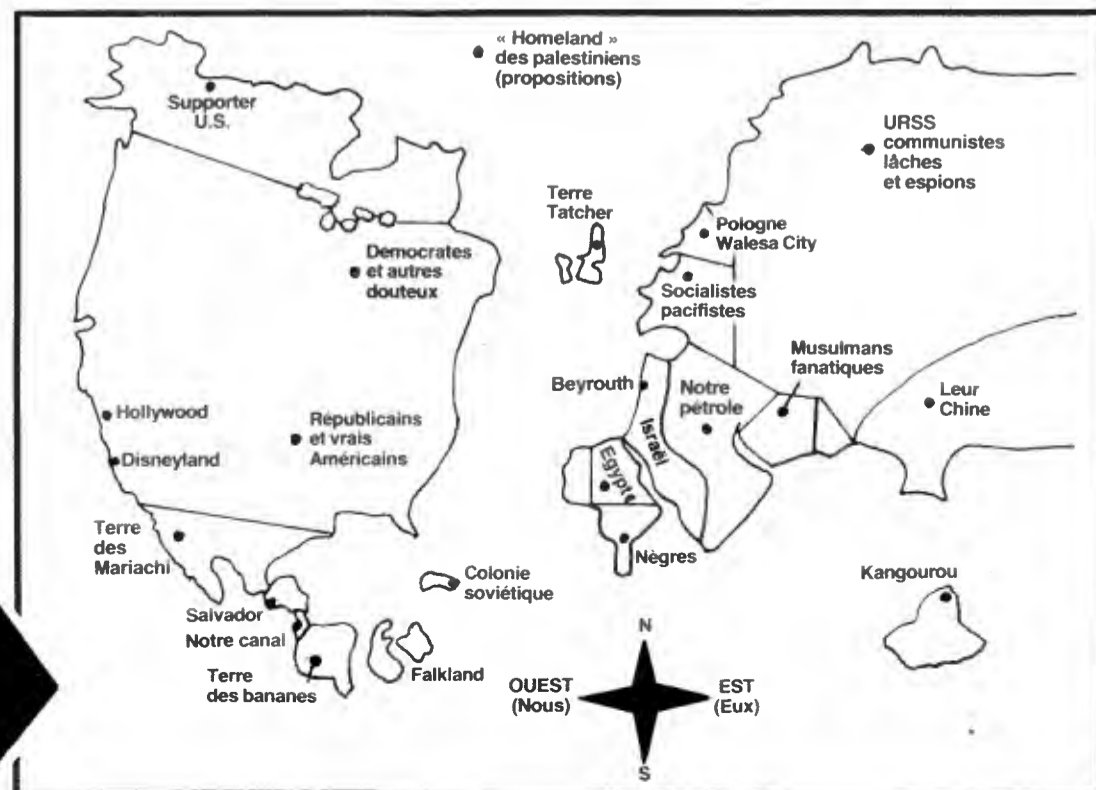 « Homeland »
des palestiniens
(propositions)
Supporter
U.S.
URSS
communistes
lâches
et espions
Terre
Tatcher
Pologne
Walesa City
Democrates
et autres
douteux
Socialistes
pacifistes
Musulmans
fanatiques
Beyrouth
Notre
pétrole
Leur
Chine
Hollywood
Républicains
et vrais
Américains
Israël
Disneyland
Egypte
Terre
des
Mariachi
Nègres
Colonie
soviétique
Kangourou
Salvador
Notre canal
Falkland
Terre
des bananes
N
OUEST
(Nous)
EST
(Eux)
S